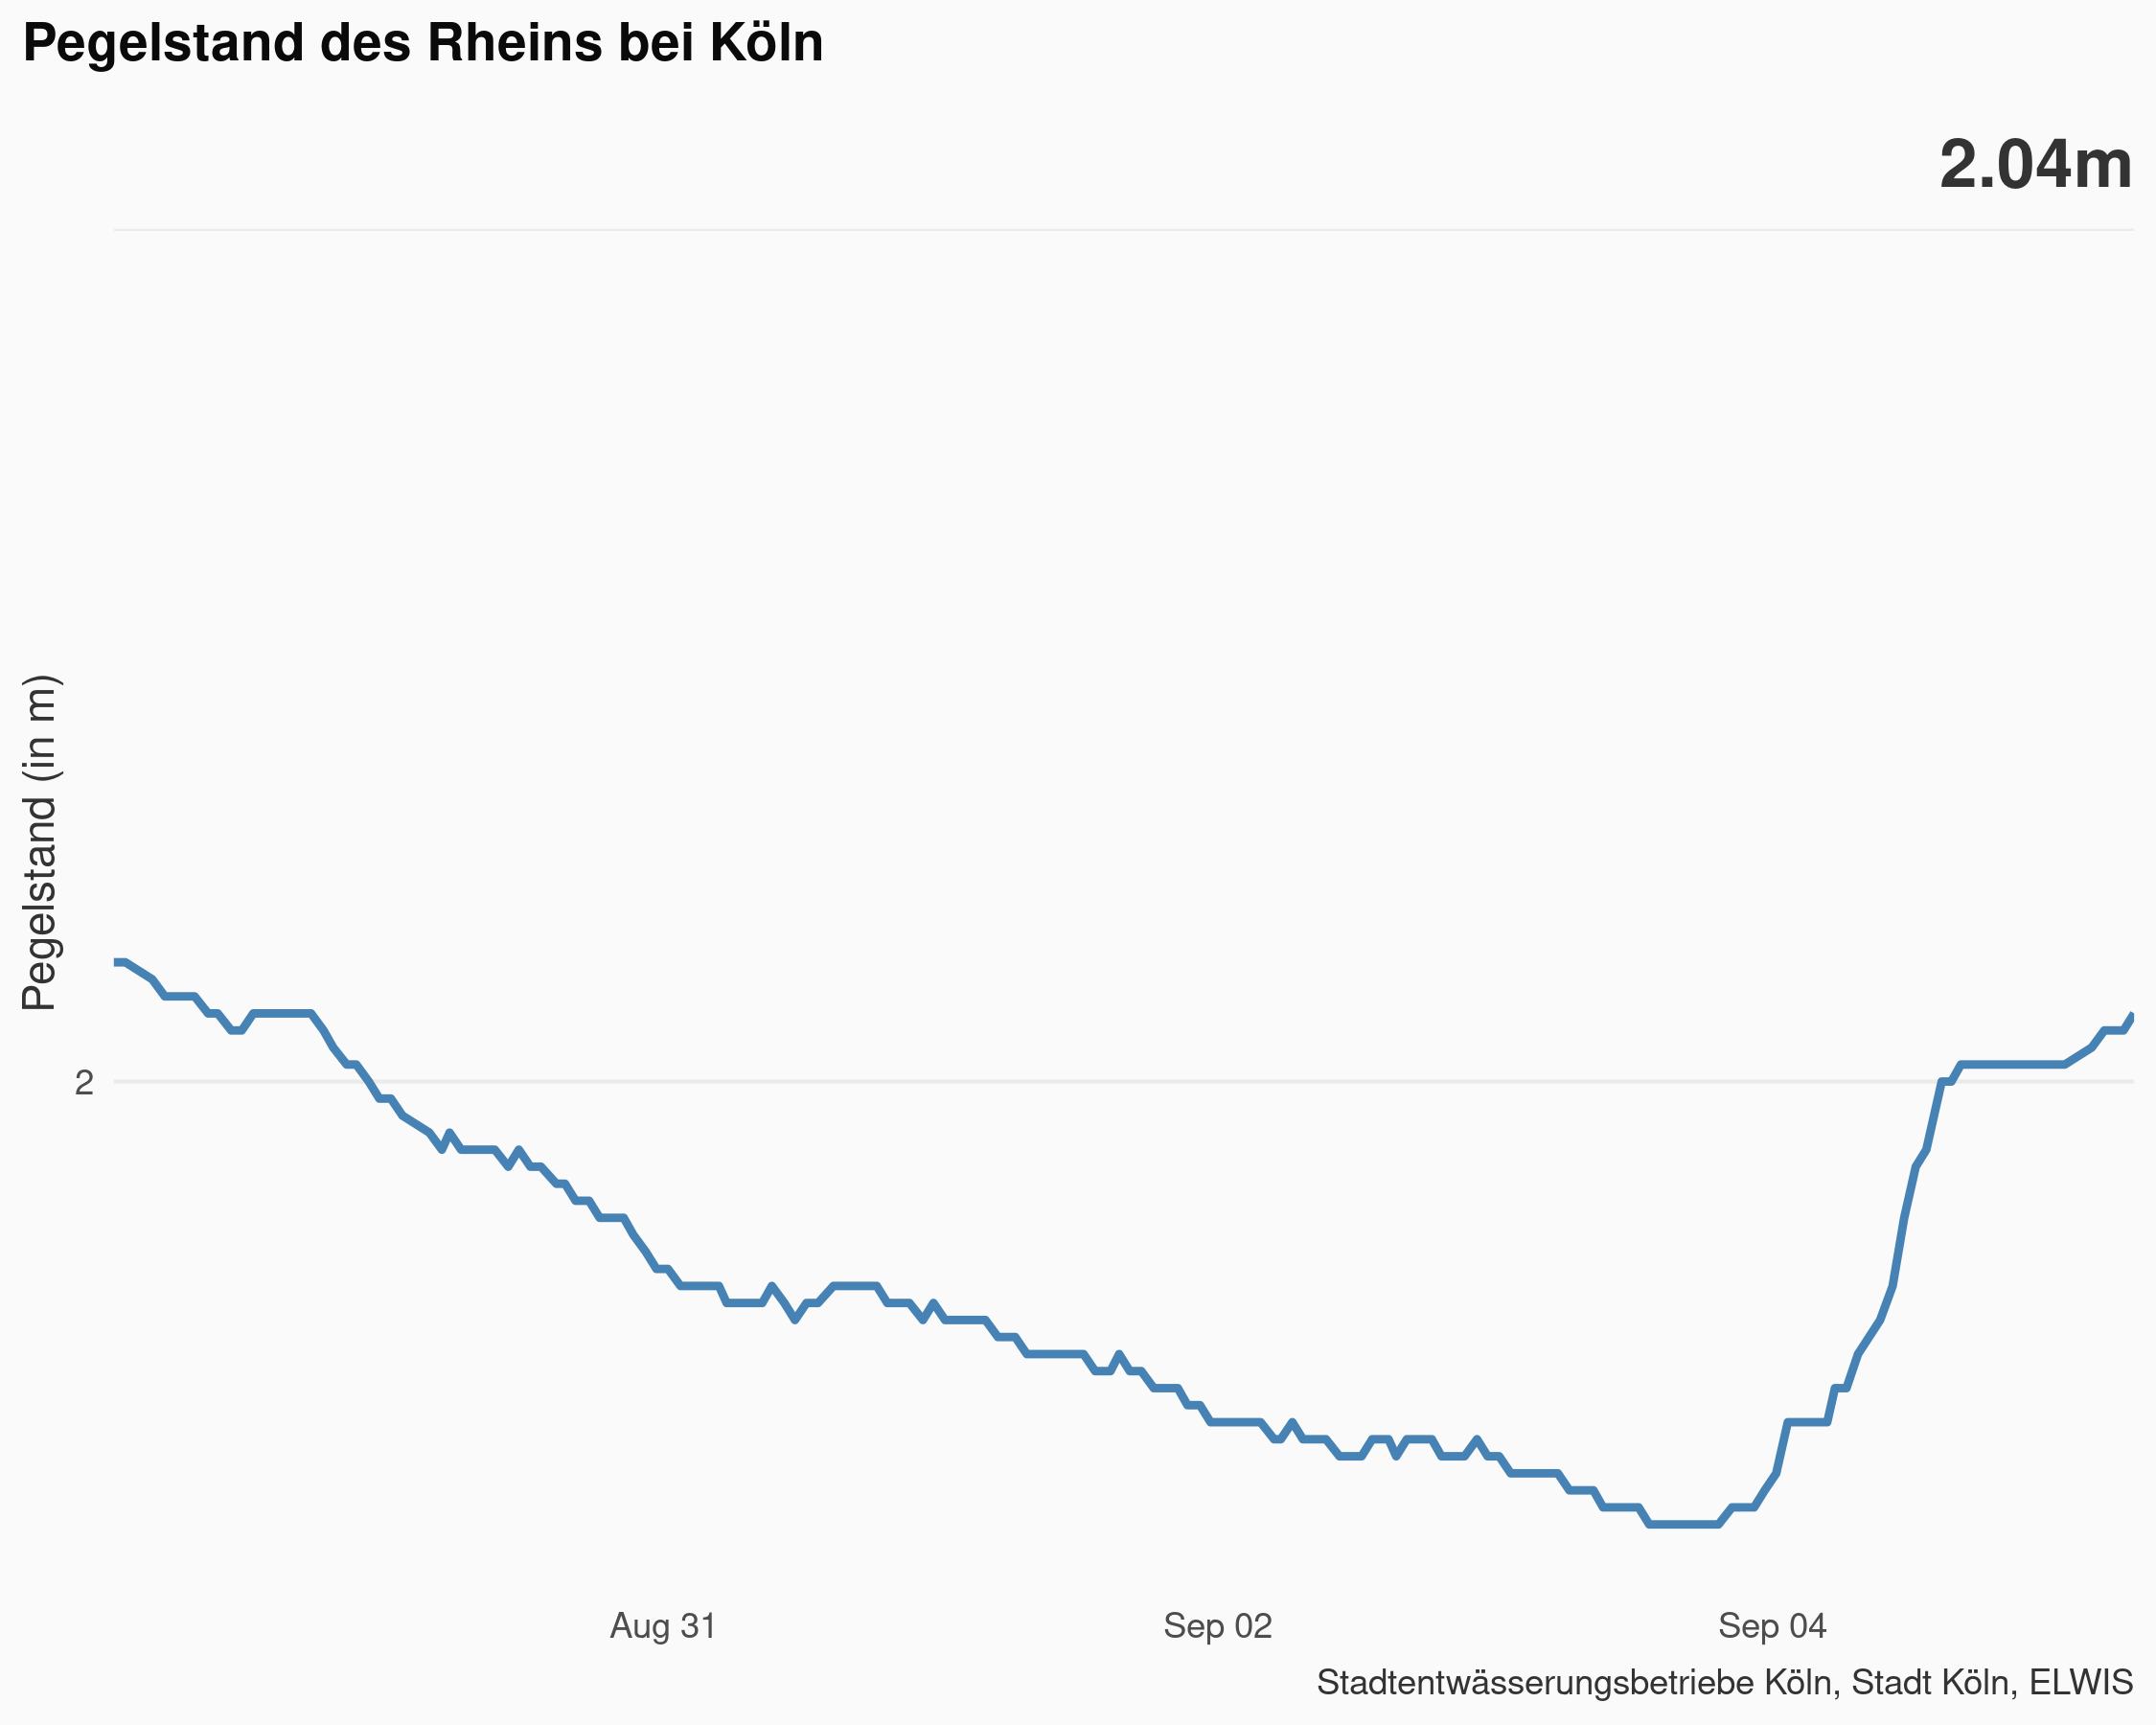 Pegelstand des Rheins bei Köln
2.04m
Pegelstand (in m)
2
Aug 31
Sep 02
Sep 04
Stadtentwässerungsbetriebe Köln, Stadt Köln, ELWIS